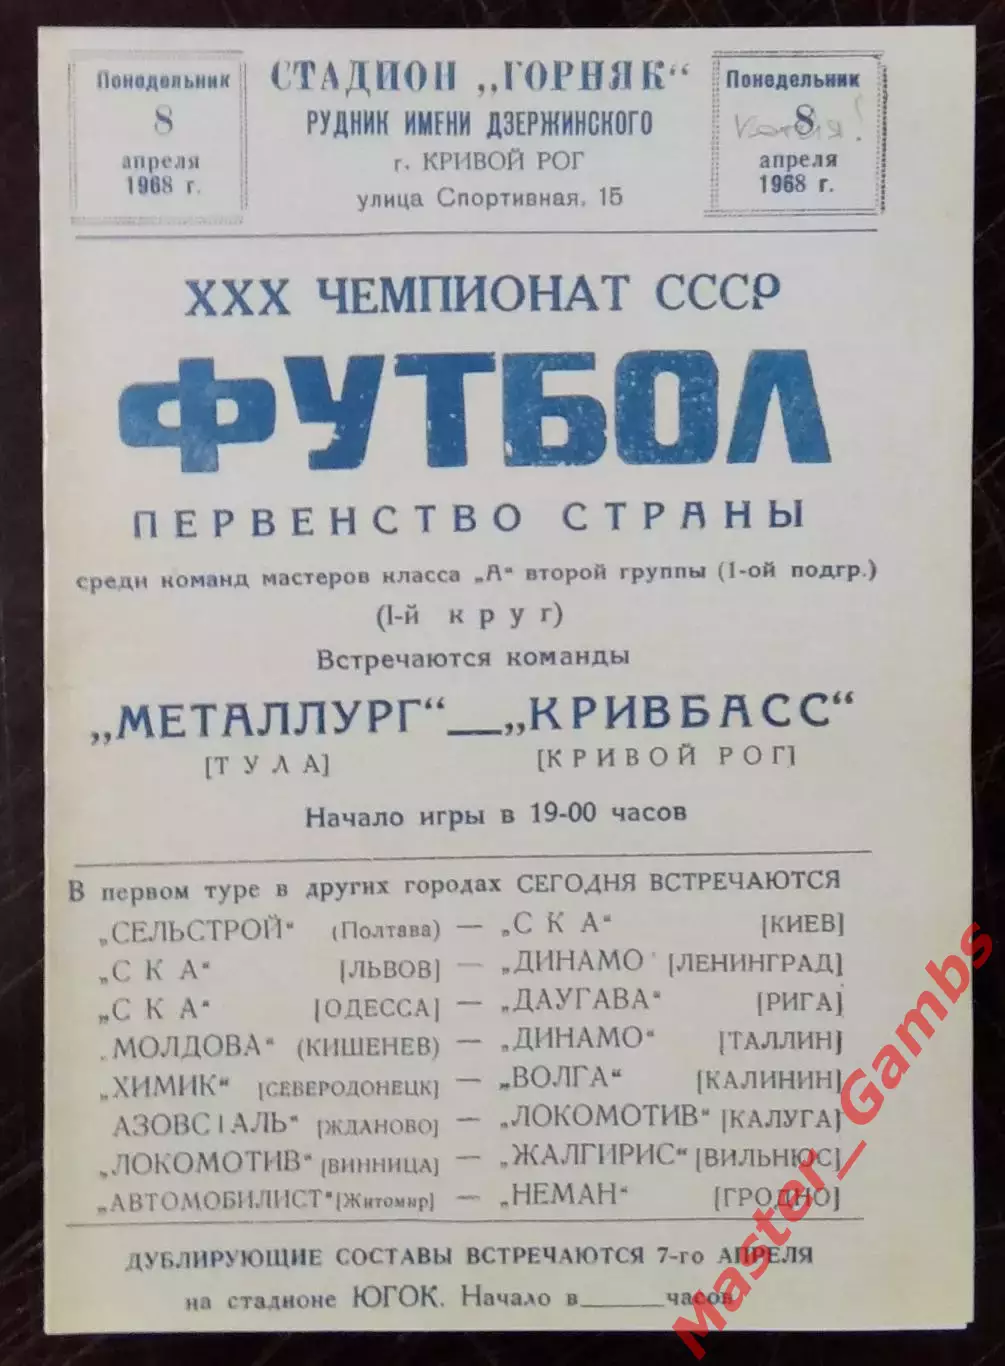 Понедельник
8
апреля
1968 г.
СТАДИОН „ГОРНЯК“
РУДНИК ИМЕНИ ДЗЕРЖИНСКОГО
г. КРИВОЙ РОГ
улица Спортивная, 15
Понедельник
8
апреля
1968 г.
XXX ЧЕМПИОНАТ СССР
ФУТБОЛ
ПЕРВЕНСТВО СТРАНЫ
среди команд мастеров класса „А“ второй группы (1-ой подгр.)
(I-й круг)
Встречаются команды
„МЕТАЛЛУРГ“ — „КРИВБАСС“
[ТУЛА] [КРИВОЙ РОГ]
Начало игры в 19-00 часов
В первом туре в других городах СЕГОДНЯ ВСТРЕЧАЮТСЯ
„СЕЛЬСТРОЙ“ (Полтава) — „СКА“ [КИЕВ]
„СКА“ [ЛЬВОВ] — „ДИНАМО [ЛЕНИНГРАД]
„СКА“ [ОДЕССА] — „ДАУГАВА“ [РИГА]
„МОЛДОВА“ (КИШЕНЕВ) — „ДИНАМО“ [ТАЛЛИН]
„ХИМИК“ [СЕВЕРОДОНЕЦК] — „ВОЛГА“ [КАЛИНИН]
АЗОВСТАЛЬ“ [ЖДАНОВО] — „ЛОКОМОТИВ“ [КАЛУГА]
„ЛОКОМОТИВ“ [ВИННИЦА] — „ЖАЛГИРИС“ [ВИЛЬНЮС]
„АВТОМОБИЛИСТ“ [Житомир] — „НЕМАН“ [ГРОДНО]
ДУБЛИРУЮЩИЕ СОСТАВЫ ВСТРЕЧАЮТСЯ 7-го АПРЕЛЯ
на стадионе ЮГОК. Начало в______часов
Master_Gambs